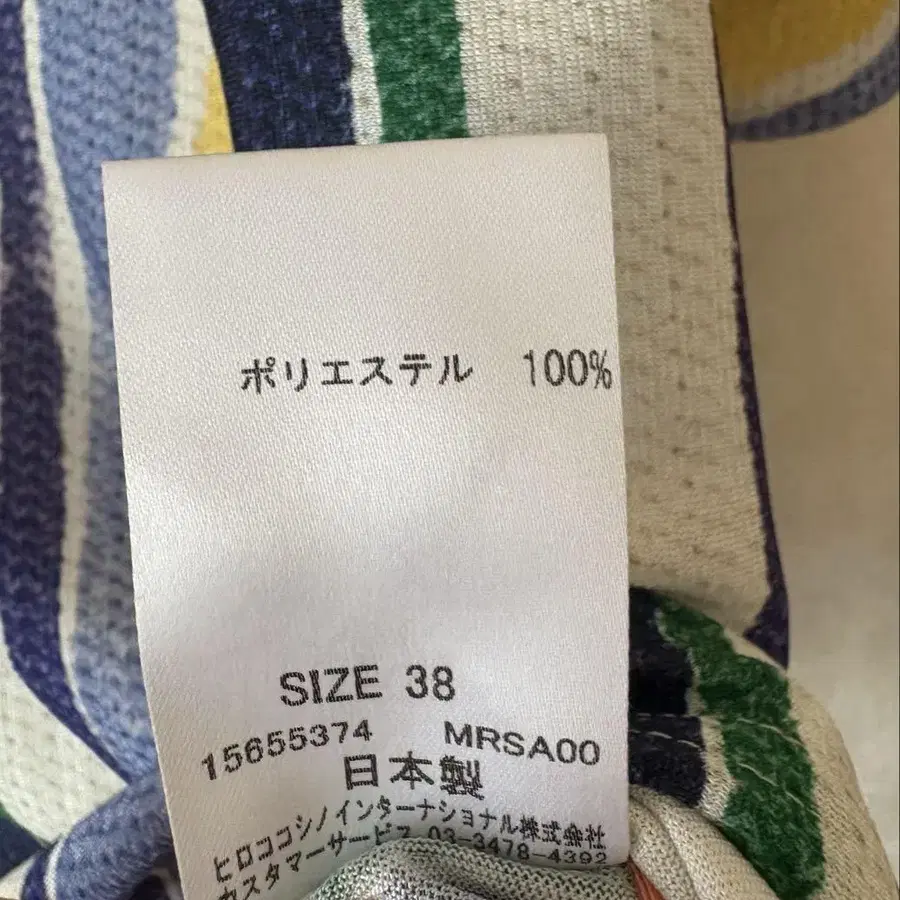 ポリエステル 100%
SIZE 38
15655374 MRSA00
日本製
ヒロココシノインターナショナル株式会社
カスタマーサービス 03-3478-4392